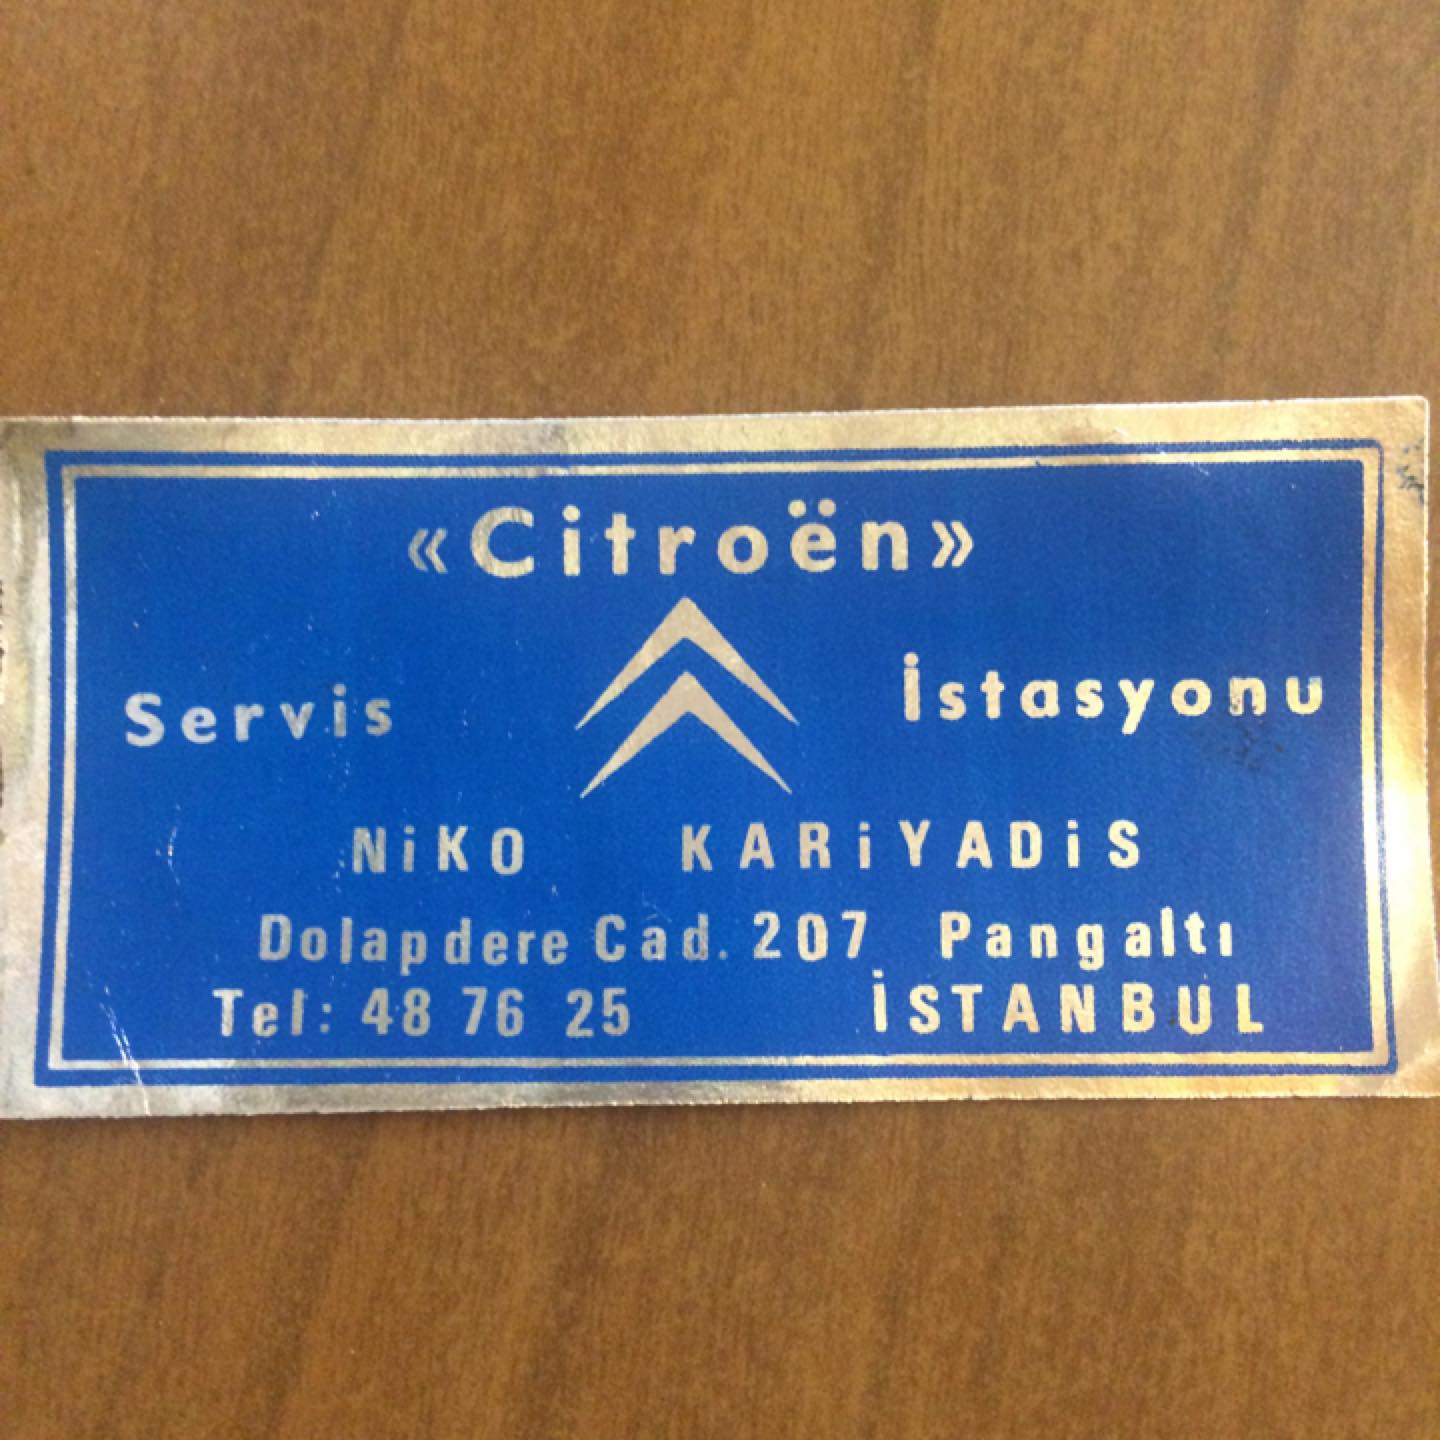 «Citroën»
Servis İstasyonu
NiKO KARiYADiS
Dolapdere Cad. 207 Pangaltı
Tel: 48 76 25 İSTANBUL